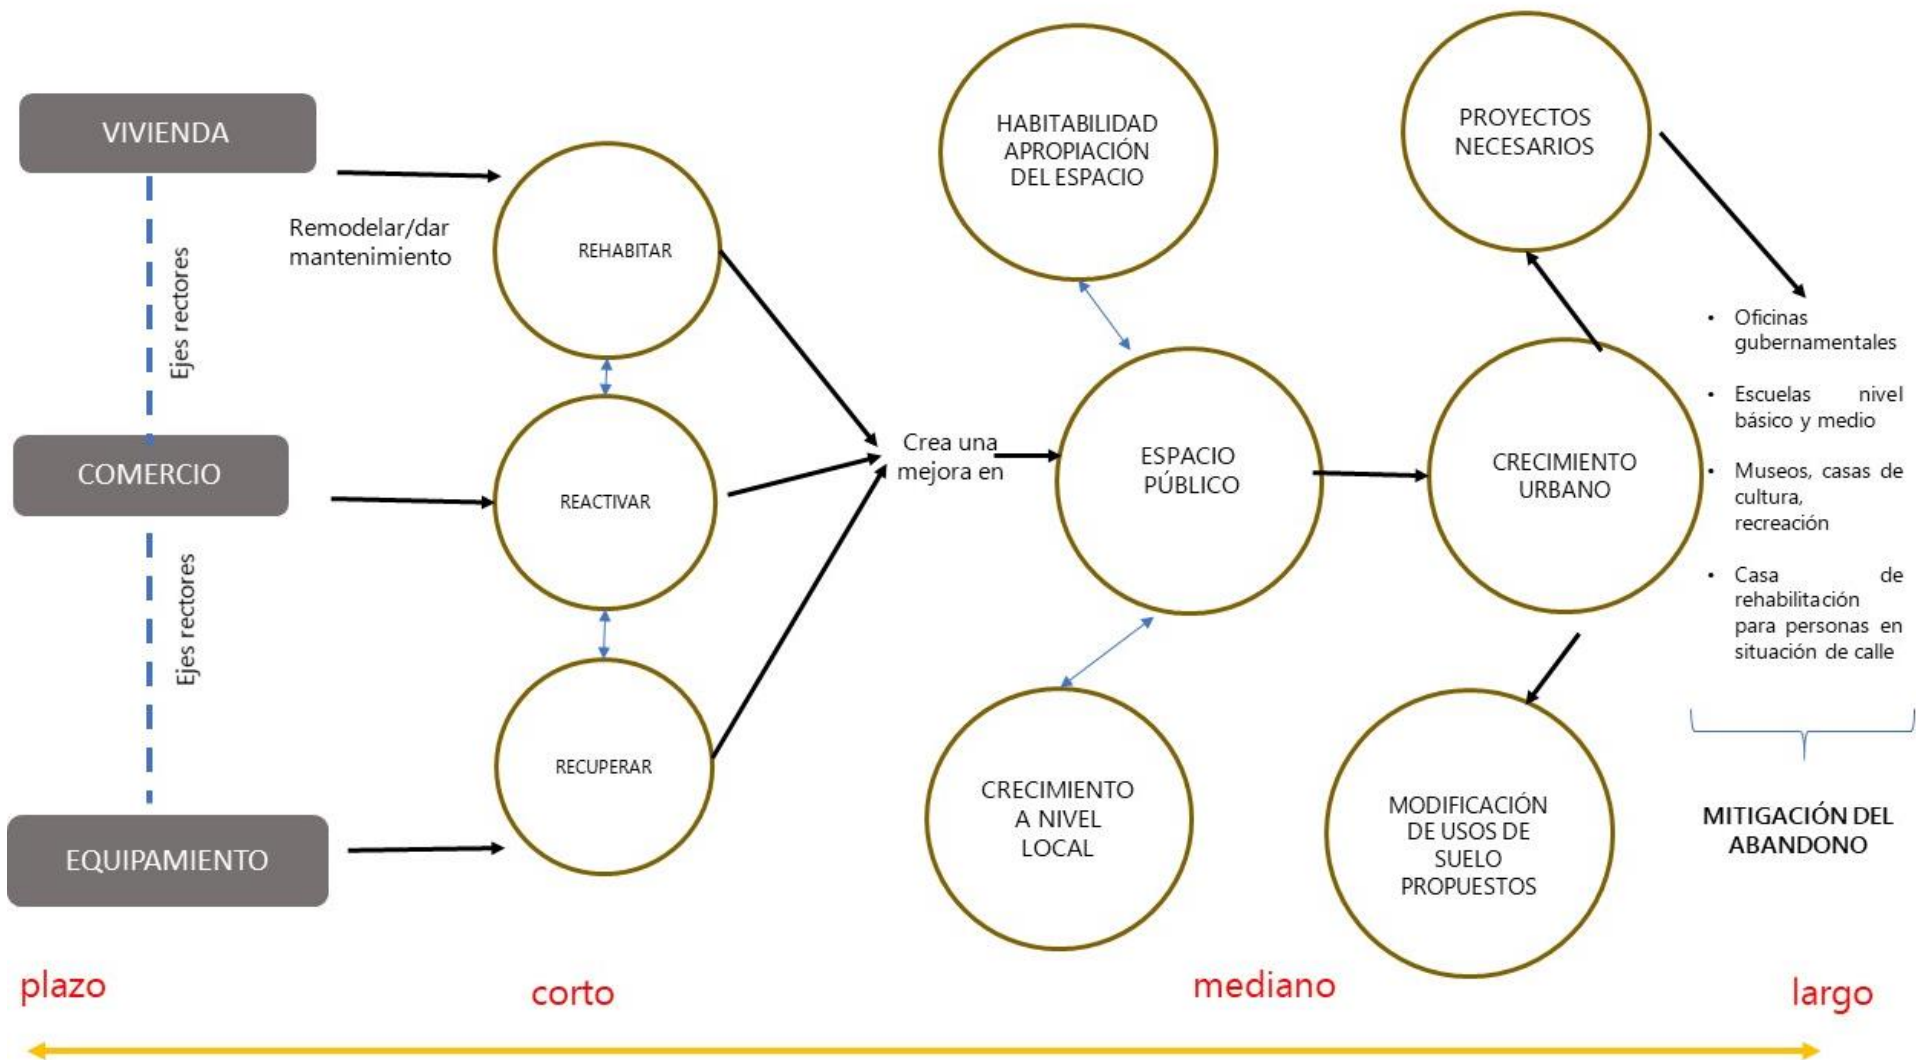 VIVIENDA
Ejes rectores
COMERCIO
Ejes rectores
EQUIPAMIENTO
Remodelar/dar
mantenimiento
REHABITAR
REACTIVAR
RECUPERAR
Crea una
mejora en
HABITABILIDAD
APROPIACIÓN
DEL ESPACIO
ESPACIO
PÚBLICO
CRECIMIENTO
A NIVEL
LOCAL
PROYECTOS
NECESARIOS
CRECIMIENTO
URBANO
MODIFICACIÓN
DE USOS DE
SUELO
PROPUESTOS
• Oficinas
gubernamentales
• Escuelas nivel
básico y medio
• Museos, casas de
cultura,
recreación
• Casa de
rehabilitación
para personas en
situación de calle
MITIGACIÓN DEL
ABANDONO
plazo
corto
mediano
largo